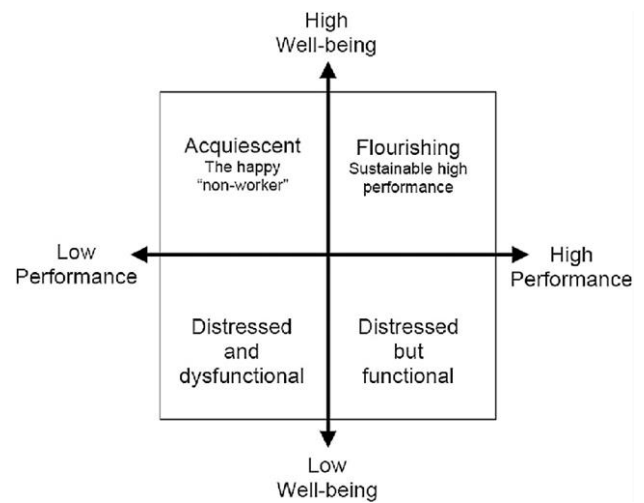 High
Well-being
Acquiescent
The happy
“non-worker”
Flourishing
Sustainable high
performance
Low
Performance
High
Performance
Distressed
and
dysfunctional
Distressed
but
functional
Low
Well-being